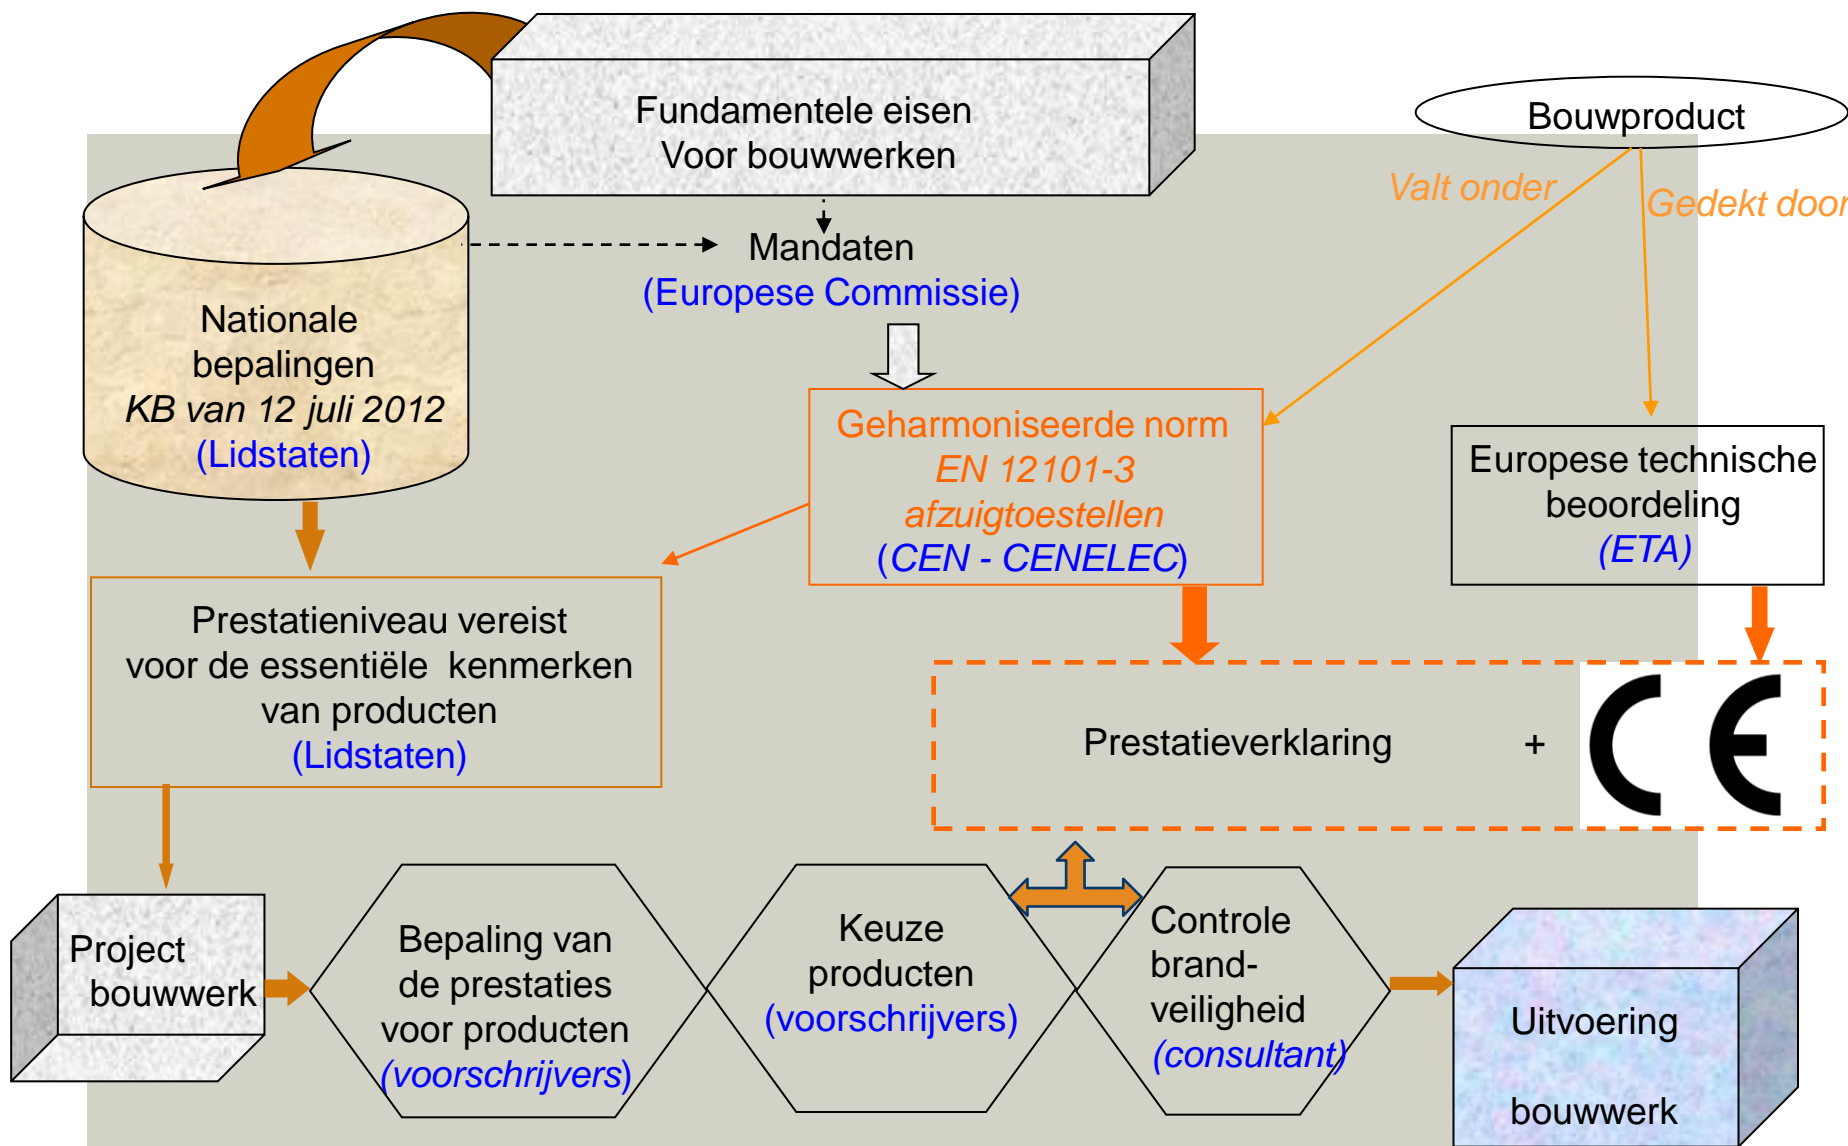 Fundamentele eisen
Voor bouwwerken
Bouwproduct
Valt onder
Gedekt door
Mandaten
(Europese Commissie)
Nationale
bepalingen
KB van 12 juli 2012
(Lidstaten)
Geharmoniseerde norm
EN 12101-3
afzuigtoestellen
(CEN - CENELEC)
Europese technische
beoordeling
(ETA)
Prestatieniveau vereist
voor de essentiële kenmerken
van producten
(Lidstaten)
Prestatieverklaring + CE
Project
bouwwerk
Bepaling van
de prestaties
voor producten
(voorschrijvers)
Keuze
producten
(voorschrijvers)
Controle
brand-
veiligheid
(consultant)
Uitvoering
bouwwerk